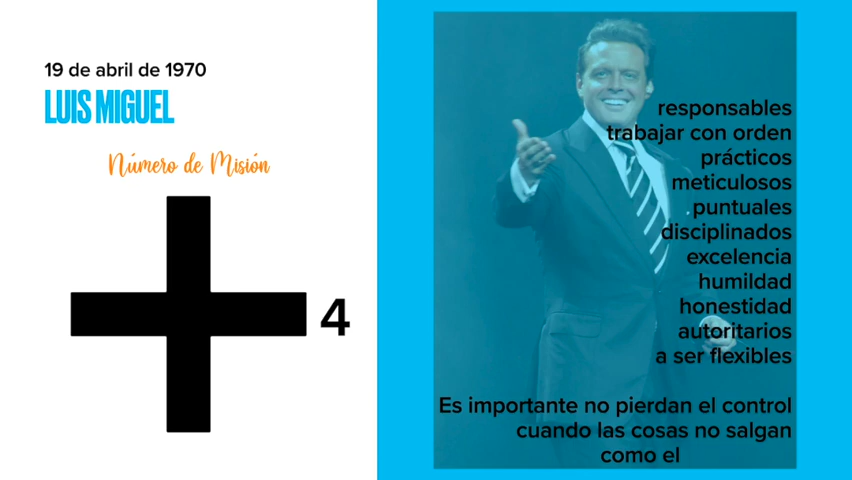 19 de abril de 1970
LUIS MIGUEL
Número de Misión
4
responsables
trabajar con orden
prácticos
meticulosos
puntuales
disciplinados
excelencia
humildad
honestidad
autoritarios
a ser flexibles
Es importante no pierdan el control
cuando las cosas no salgan
como el